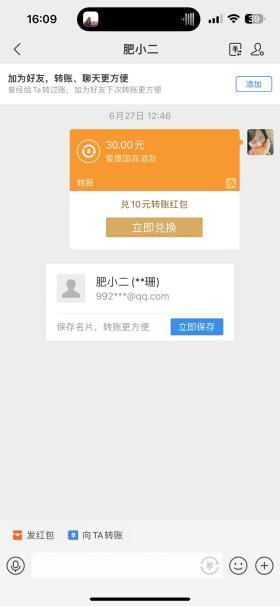 16:09
39
肥小二
加为好友，转账、聊天更方便
曾经给Ta转过账，加为好友下次转账更方便
添加
6月27日 12:46
30.00元
爱康国宾退款
转账
兑10元转账红包
立即兑换
肥小二 (**珊)
992***@qq.com
保存名片，转账更方便
立即保存
发红包
向TA转账